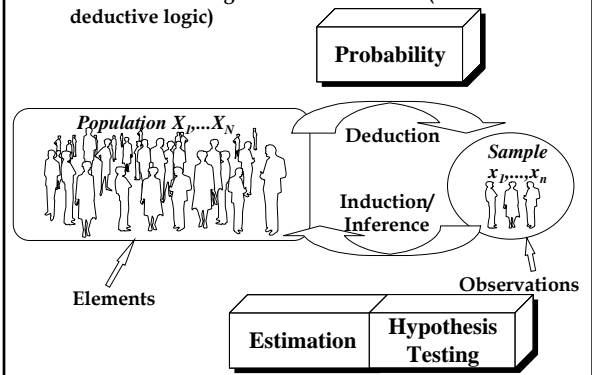 deductive logic)
Probability
Population X1,...XN
Deduction
Sample
x1,...,xn
Induction/
Inference
Elements
Observations
Estimation
Hypothesis
Testing